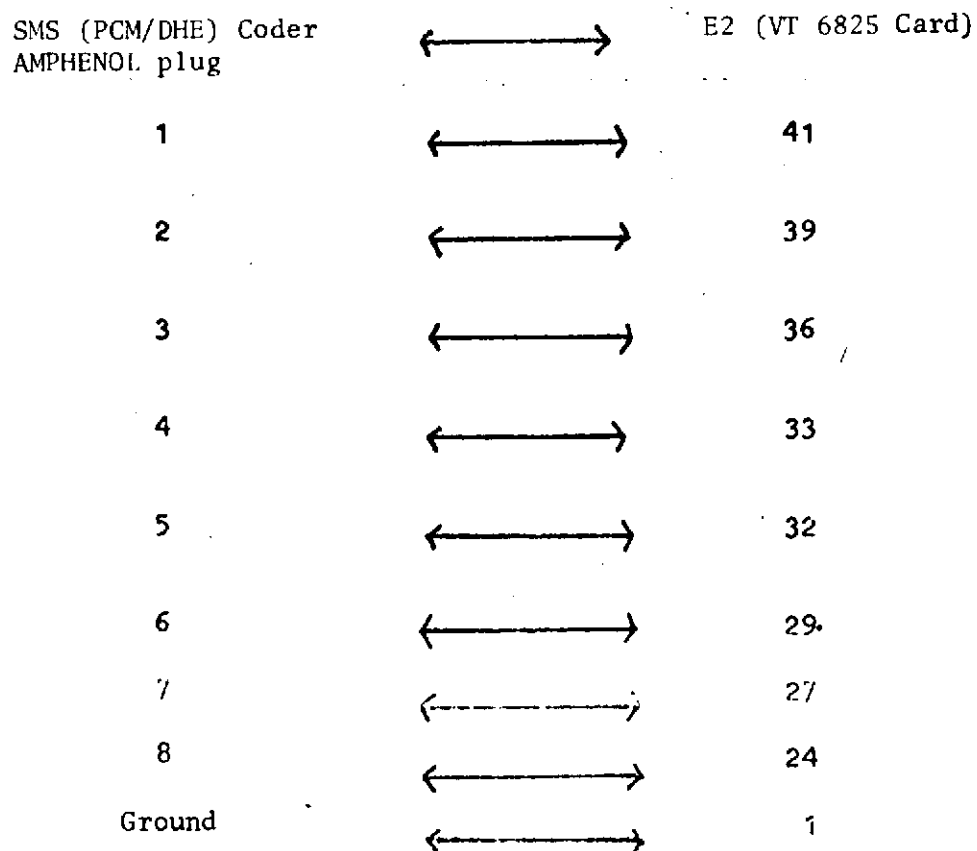 SMS (PCM/DHE) Coder E2 (VT 6825 Card)
AMPHENOL plug
1 41
2 39
3 36
4 33
5 32
6 29.
7 27
8 24
Ground 1